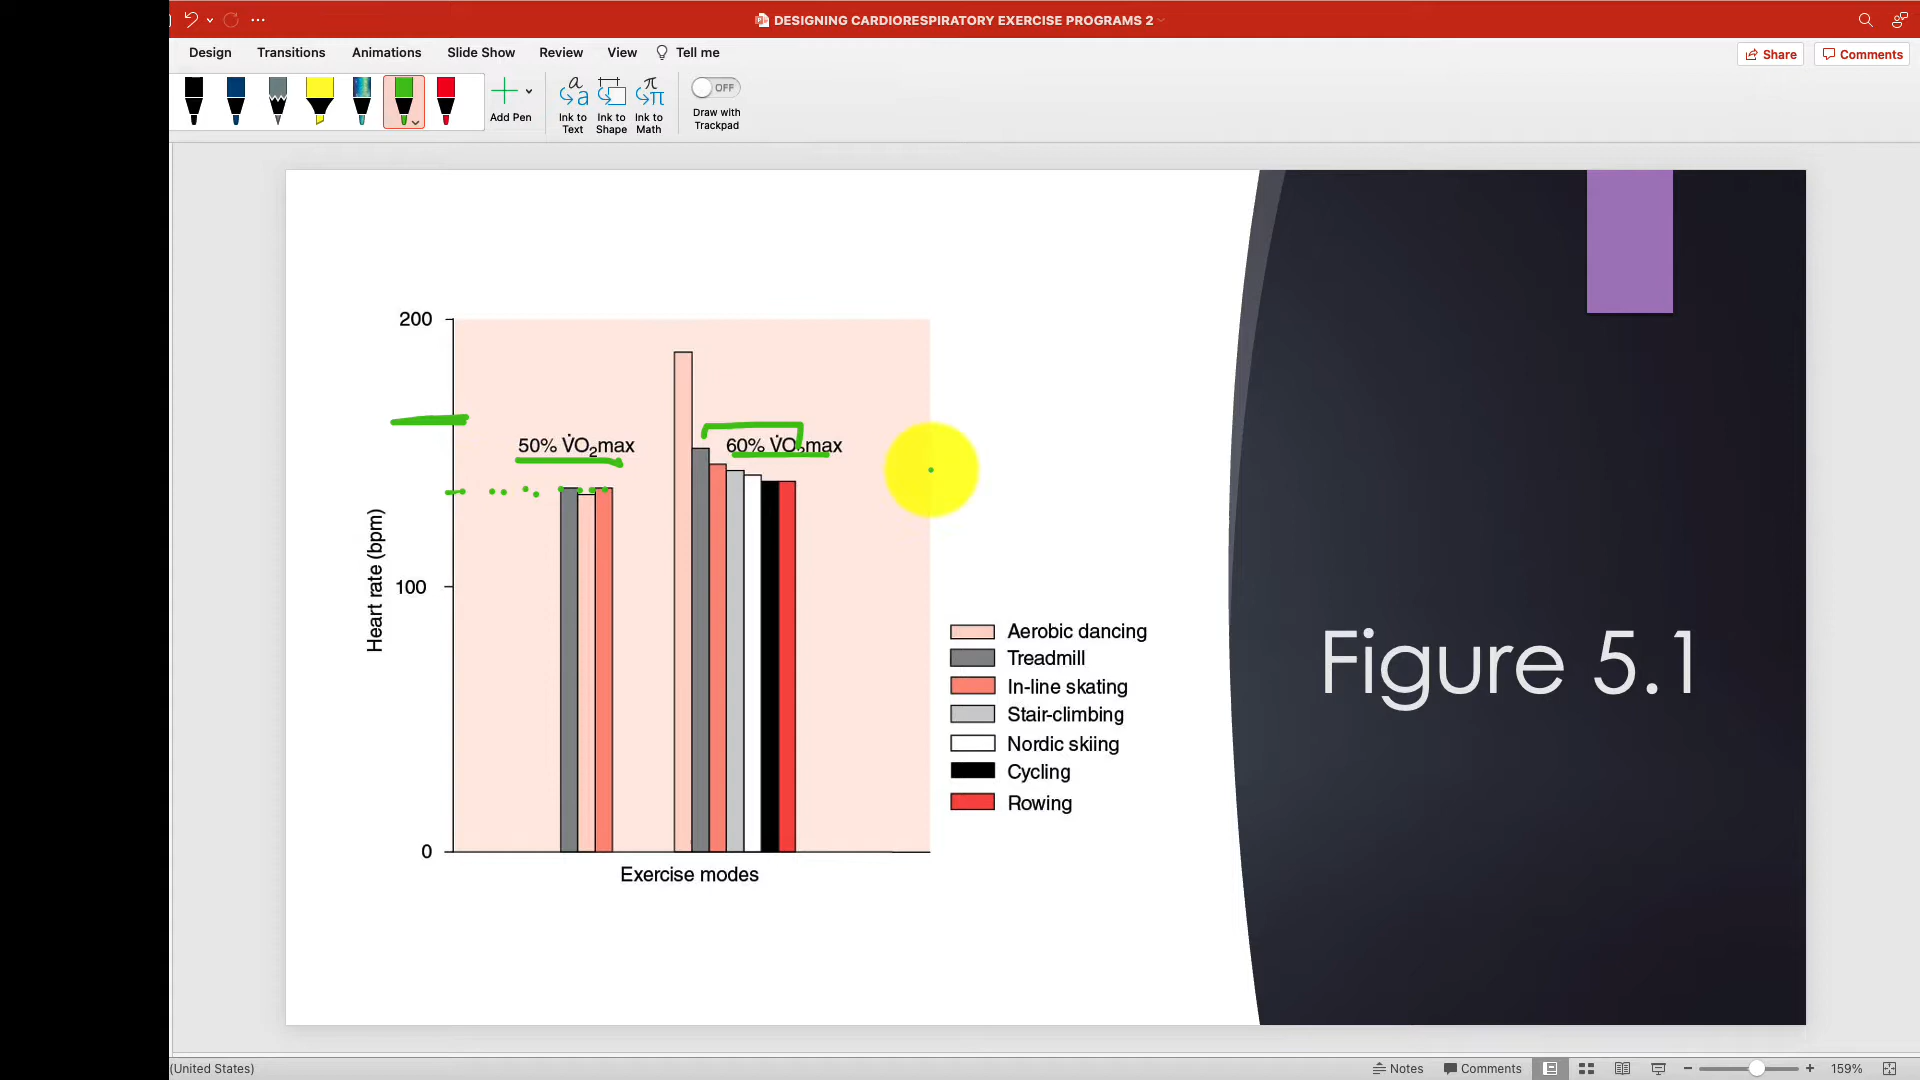 DESIGNING CARDIORESPIRATORY EXERCISE PROGRAMS 2
Design Transitions Animations Slide Show Review View Tell me
Share Comments
Add Pen
Ink to Text
Ink to Shape
Ink to Math
OFF
Draw with Trackpad
200
50% V̇O2max
60% V̇O2max
Heart rate (bpm)
100
0
Exercise modes
Aerobic dancing
Treadmill
In-line skating
Stair-climbing
Nordic skiing
Cycling
Rowing
Figure 5.1
(United States)
Notes Comments 159%